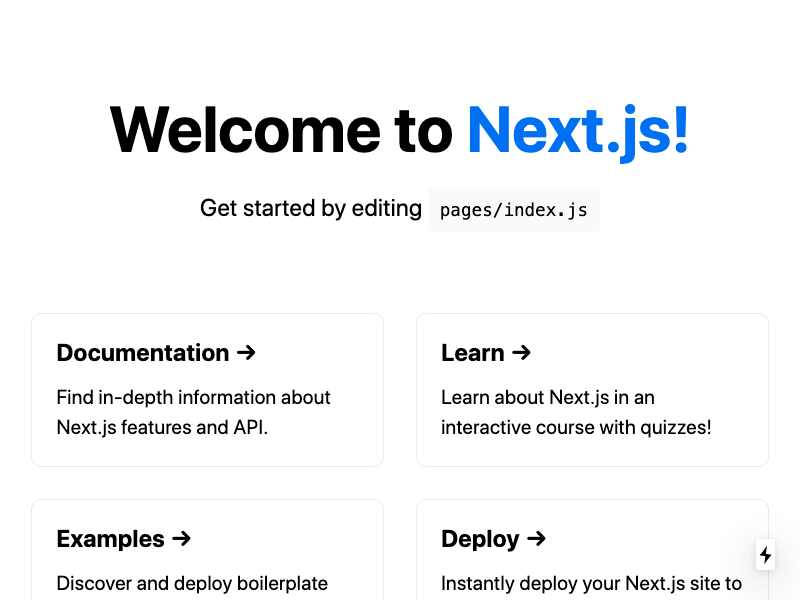 Welcome to Next.js!
Get started by editing pages/index.js
Documentation →
Find in-depth information about
Next.js features and API.
Learn →
Learn about Next.js in an
interactive course with quizzes!
Examples →
Discover and deploy boilerplate
Deploy →
Instantly deploy your Next.js site to